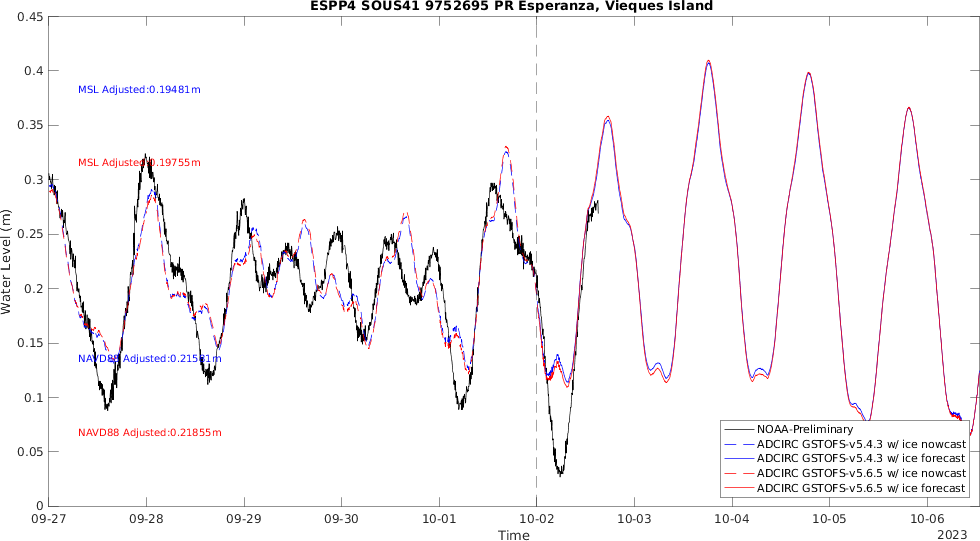 ESPP4 SOUS41 9752695 PR Esperanza, Vieques Island
0.45
0.4
0.35
0.3
0.25
0.2
0.15
0.1
0.05
0
Water Level (m)
MSL Adjusted:0.19481m
MSL Adjusted:0.19755m
NAVD88 Adjusted:0.21581m
NAVD88 Adjusted:0.21855m
NOAA-Preliminary
ADCIRC GSTOFS-v5.4.3 w/ ice nowcast
ADCIRC GSTOFS-v5.4.3 w/ ice forecast
ADCIRC GSTOFS-v5.6.5 w/ ice nowcast
ADCIRC GSTOFS-v5.6.5 w/ ice forecast
09-27 09-28 09-29 09-30 10-01 10-02 10-03 10-04 10-05 10-06
Time
2023